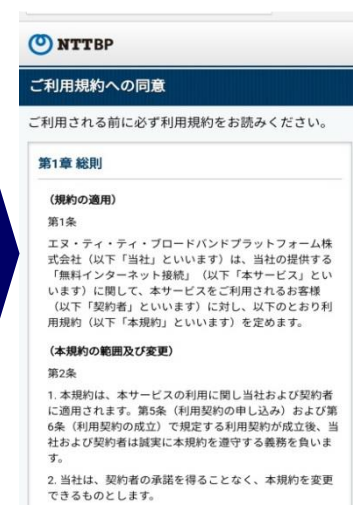 NTTBP
ご利用規約への同意
ご利用される前に必ず利用規約をお読みください。
第1章 総則
（規約の適用）
第1条
エヌ・ティ・ティ・ブロードバンドプラットフォーム株
式会社（以下「当社」といいます）は、当社の提供する
「無料インターネット接続」（以下「本サービス」とい
います）に関して、本サービスをご利用されるお客様
（以下「契約者」といいます）に対し、以下のとおり利
用規約（以下「本規約」といいます）を定めます。
（本規約の範囲及び変更）
第2条
1. 本規約は、本サービスの利用に関し当社および契約者
に適用されます。第5条（利用契約の申し込み）および第
6条（利用契約の成立）で規定する利用契約が成立後、当
社および契約者は誠実に本規約を遵守する義務を負いま
す。
2. 当社は、契約者の承諾を得ることなく、本規約を変更
できるものとします。